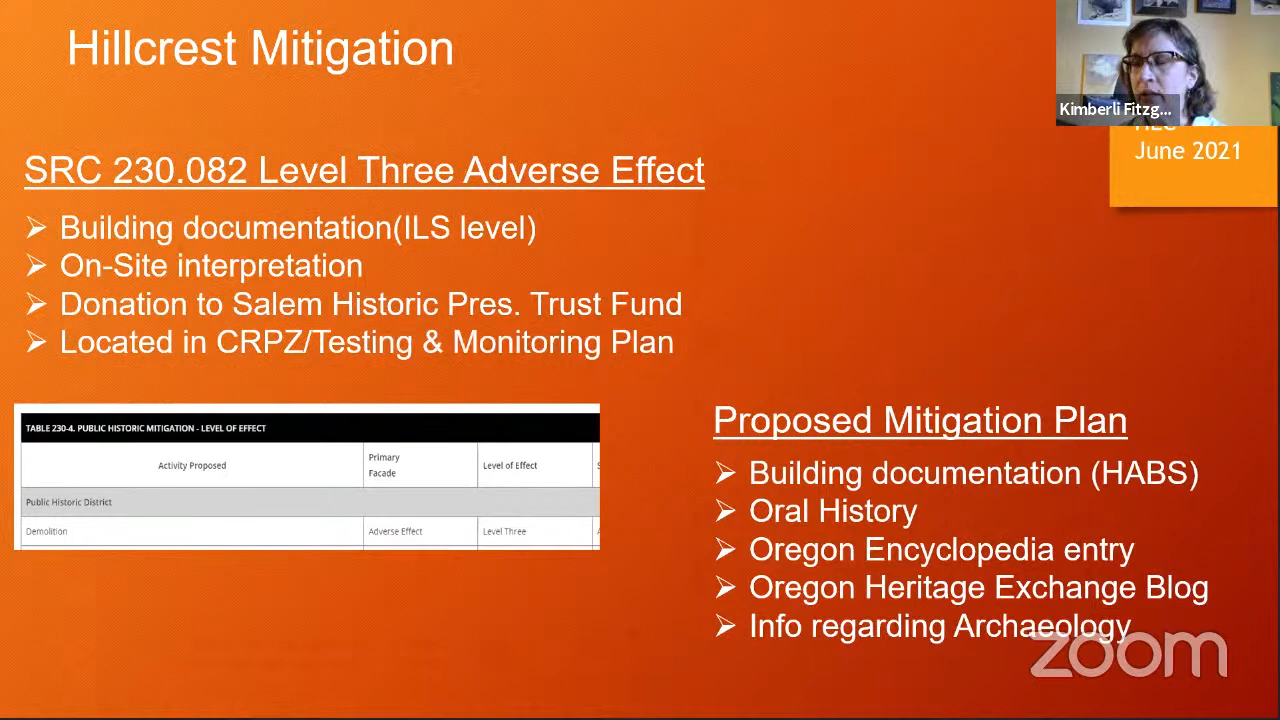 Hillcrest Mitigation
Kimberli Fitzg...
June 2021
SRC 230.082 Level Three Adverse Effect
Building documentation(ILS level)
On-Site interpretation
Donation to Salem Historic Pres. Trust Fund
Located in CRPZ/Testing & Monitoring Plan
TABLE 230-4. PUBLIC HISTORIC MITIGATION - LEVEL OF EFFECT
Activity Proposed
Primary
Facade
Level of Effect
Public Historic District
Demolition
Adverse Effect
Level Three
Proposed Mitigation Plan
Building documentation (HABS)
Oral History
Oregon Encyclopedia entry
Oregon Heritage Exchange Blog
Info regarding Archaeology
zoom